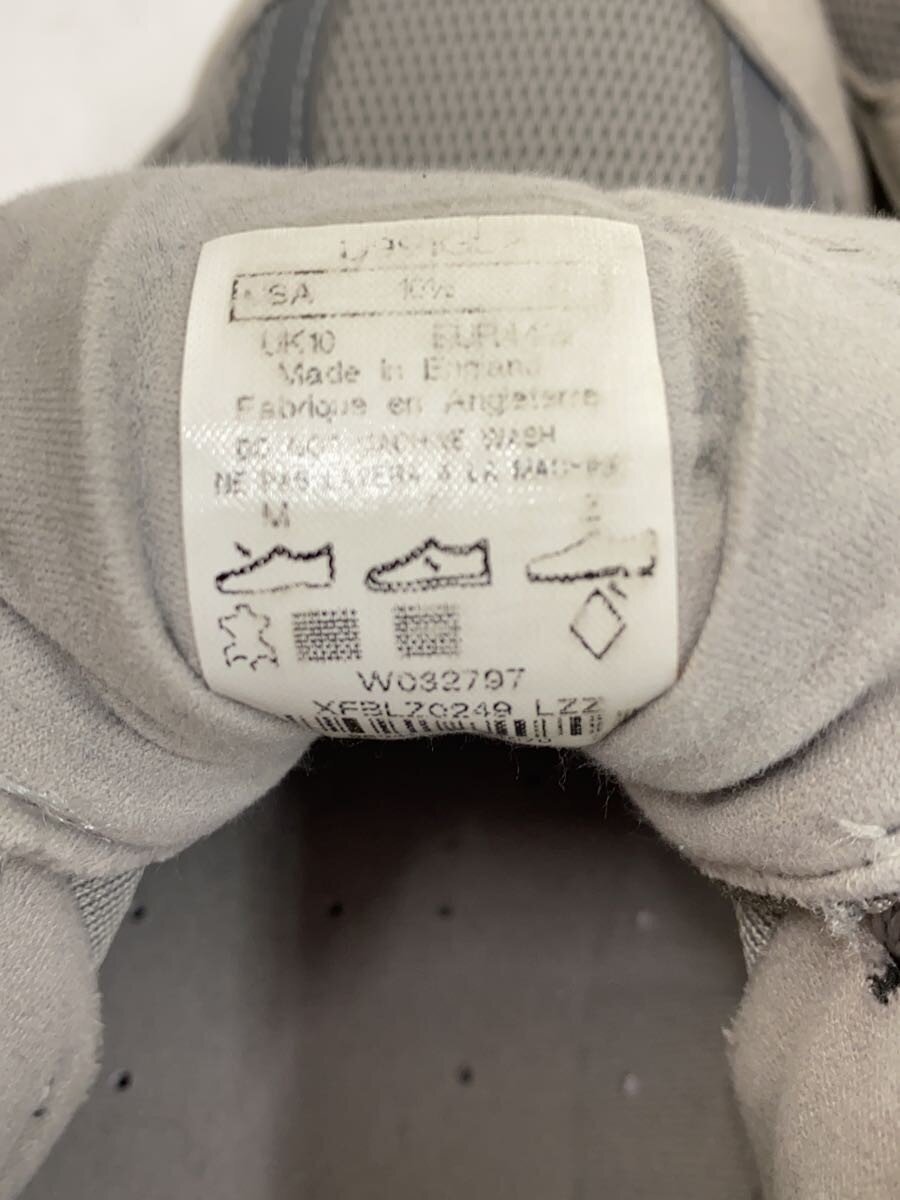 USA 10½
UK10 EUR44½
Made in England
Fabrique en Angleterre
DO NOT MACHINE WASH
NE PAS LAVER A LA MACHINE
M
W032797
XFBLZ0249 LZZ